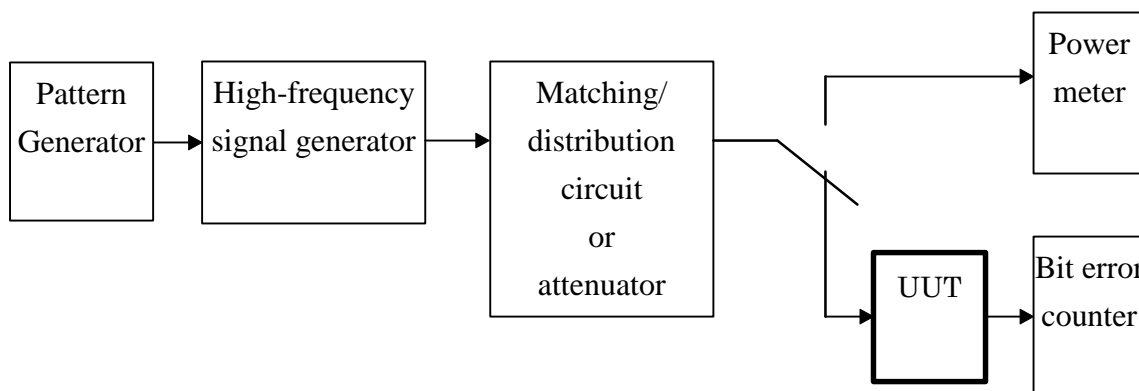 Pattern
Generator
High-frequency
signal generator
Matching/
distribution
circuit
or
attenuator
Power
meter
UUT
Bit error
counter